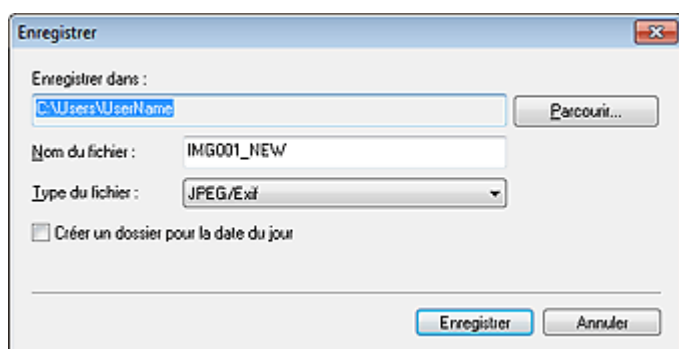 Enregistrer
Enregistrer dans :
C:\Users\UserName
Parcourir...
Nom du fichier :
IMG001_NEW
Type du fichier :
JPEG/Exif
Créer un dossier pour la date du jour
Enregistrer
Annuler